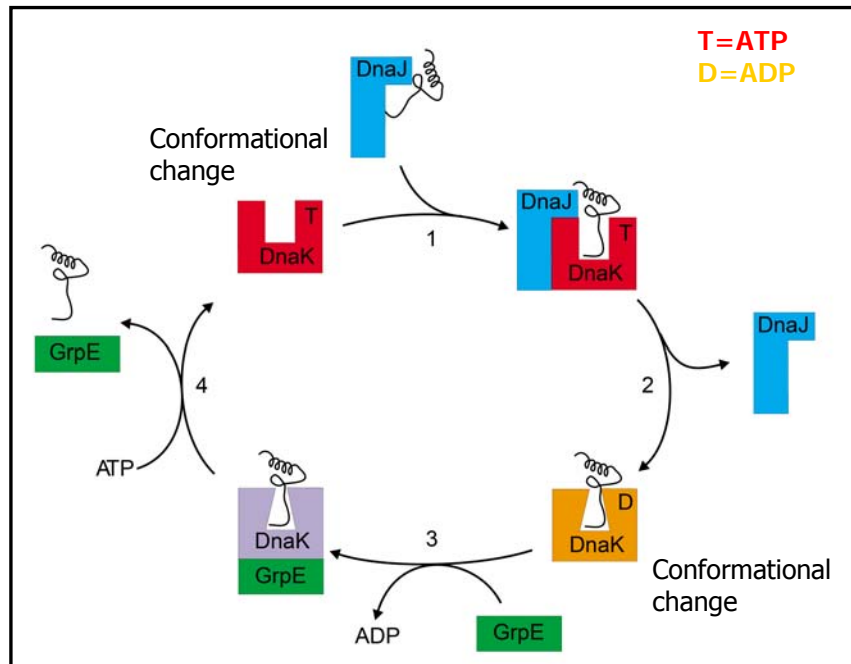 T=ATP
D=ADP
DnaJ
Conformational
change
T
DnaK
1
DnaJ
T
DnaK
GrpE
4
2
DnaJ
ATP
DnaK
GrpE
3
D
DnaK
Conformational
change
ADP
GrpE